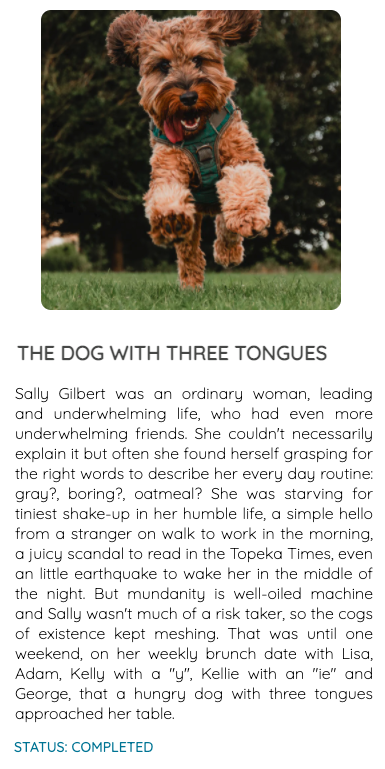 THE DOG WITH THREE TONGUES
Sally Gilbert was an ordinary woman, leading
and underwhelming life, who had even more
underwhelming friends. She couldn't necessarily
explain it but often she found herself grasping for
the right words to describe her every day routine:
gray?, boring?, oatmeal? She was starving for
tiniest shake-up in her humble life, a simple hello
from a stranger on walk to work in the morning,
a juicy scandal to read in the Topeka Times, even
an little earthquake to wake her in the middle of
the night. But mundanity is well-oiled machine
and Sally wasn't much of a risk taker, so the cogs
of existence kept meshing. That was until one
weekend, on her weekly brunch date with Lisa,
Adam, Kelly with a "y", Kellie with an "ie" and
George, that a hungry dog with three tongues
approached her table.
STATUS: COMPLETED